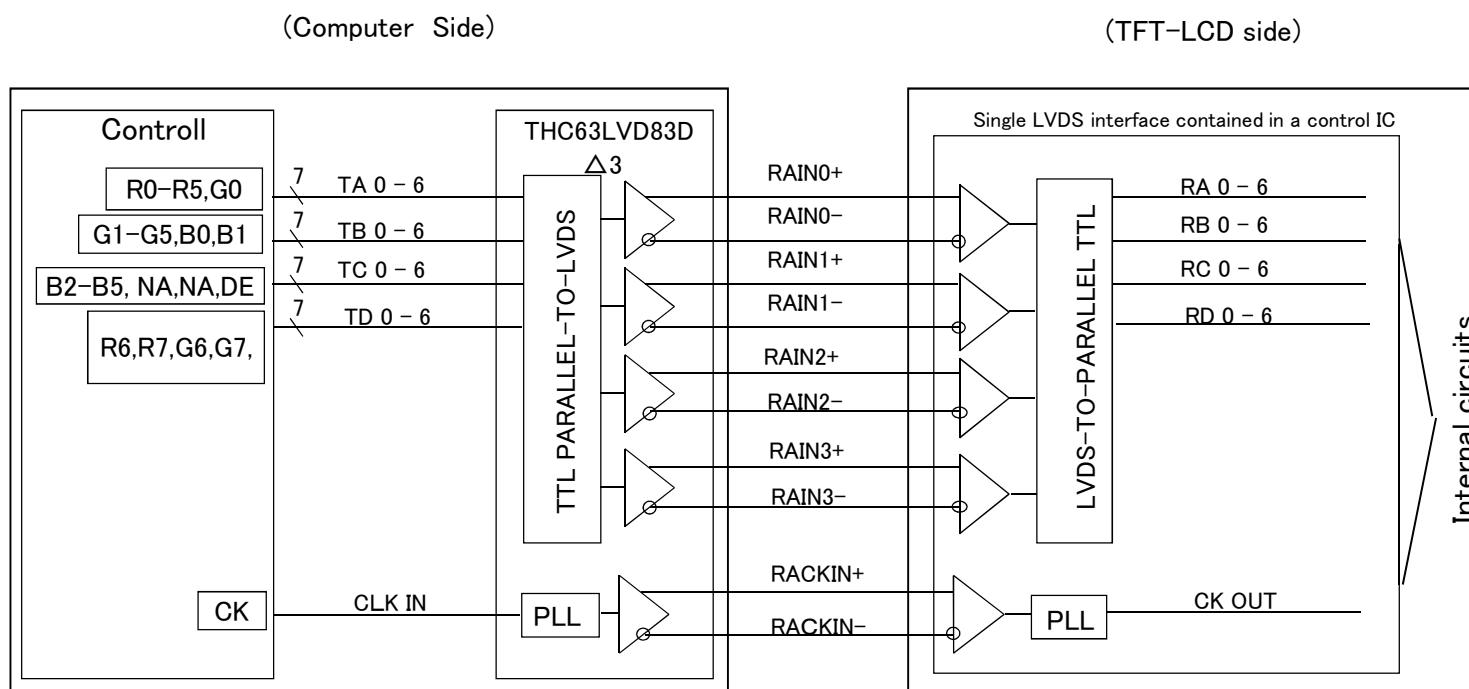 (Computer Side)
(TFT-LCD side)
Controll
THC63LVD83D
△3
Single LVDS interface contained in a control IC
R0-R5,G0
7
TA 0-6
RAIN0+
RA 0-6
G1-G5,B0,B1
7
TB 0-6
RAIN0-
RB 0-6
B2-B5, NA,NA,DE
7
TC 0-6
RAIN1+
RC 0-6
R6,R7,G6,G7,
7
TD 0-6
RAIN1-
RD 0-6
RAIN2+
RAIN2-
RAIN3+
RAIN3-
TTL PARALLEL-TO-LVDS
LVDS-TO-PARALLEL TTL
Internal circuits
CK
CLK IN
PLL
RACKIN+
RACKIN-
PLL
CK OUT